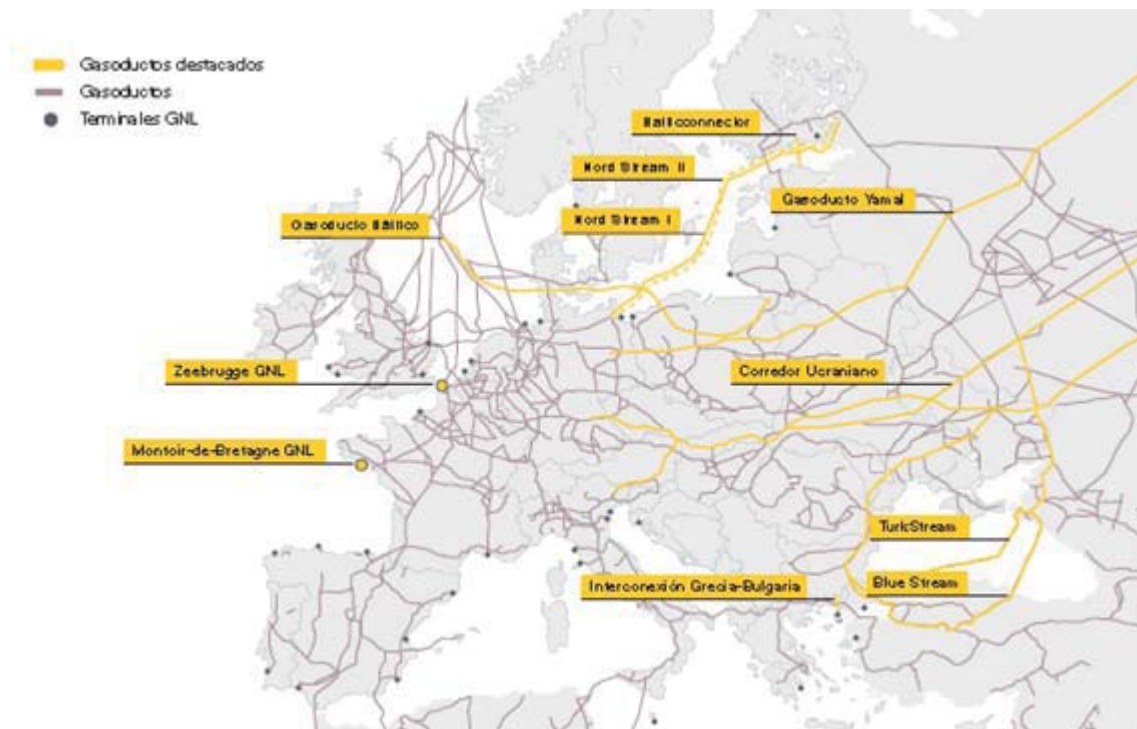 Gasoductos destacados
Gasoductos
Terminales GNL
Balticconnector
Nord Stream II
Gasoducto Yamal
Nord Stream I
Gasoducto Báltico
Zeebrugge GNL
Corredor Ucraniano
Montoir-de-Bretagne GNL
TurkStream
Interconexión Grecia-Bulgaria
Blue Stream